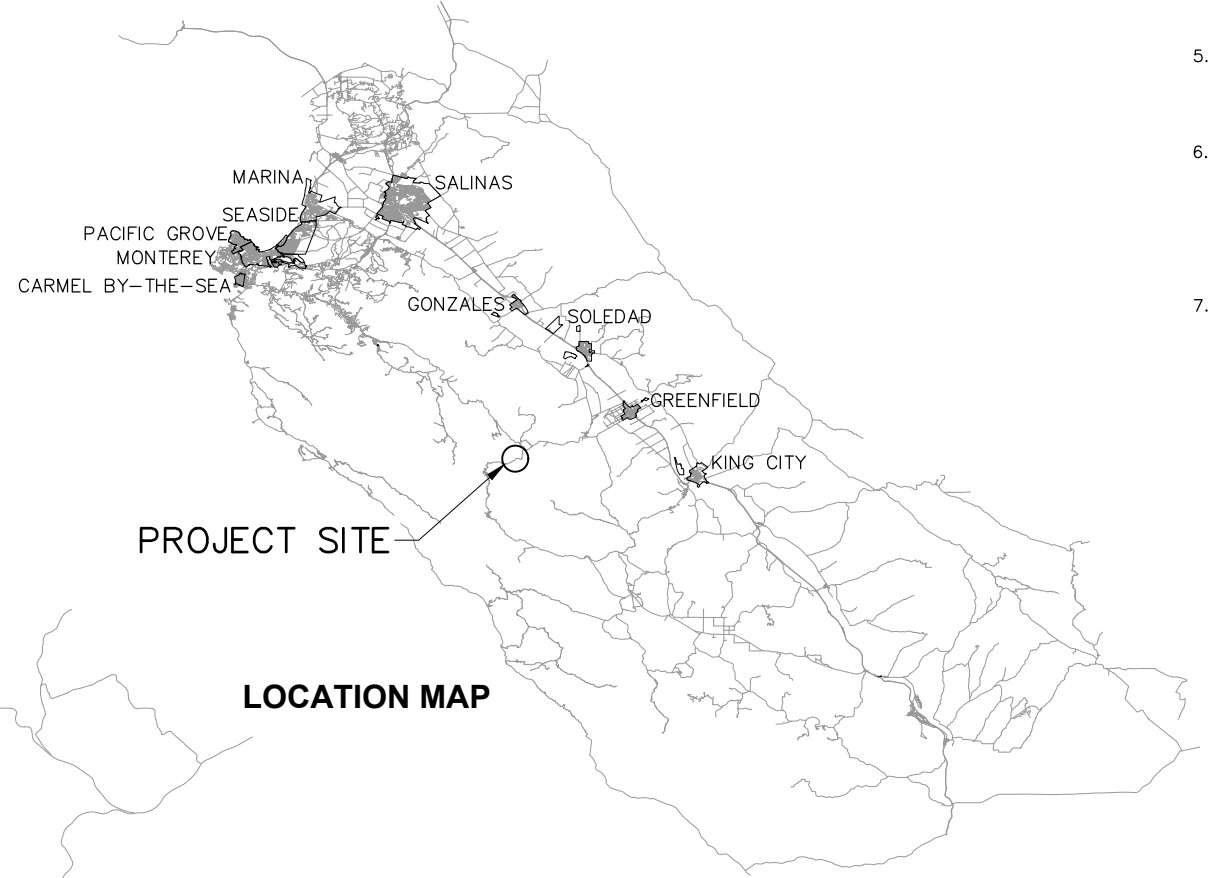 5.
6.
MARINA
SALINAS
SEASIDE
PACIFIC GROVE
MONTEREY
CARMEL BY-THE-SEA
GONZALES
7.
SOLEDAD
GREENFIELD
KING CITY
PROJECT SITE
LOCATION MAP